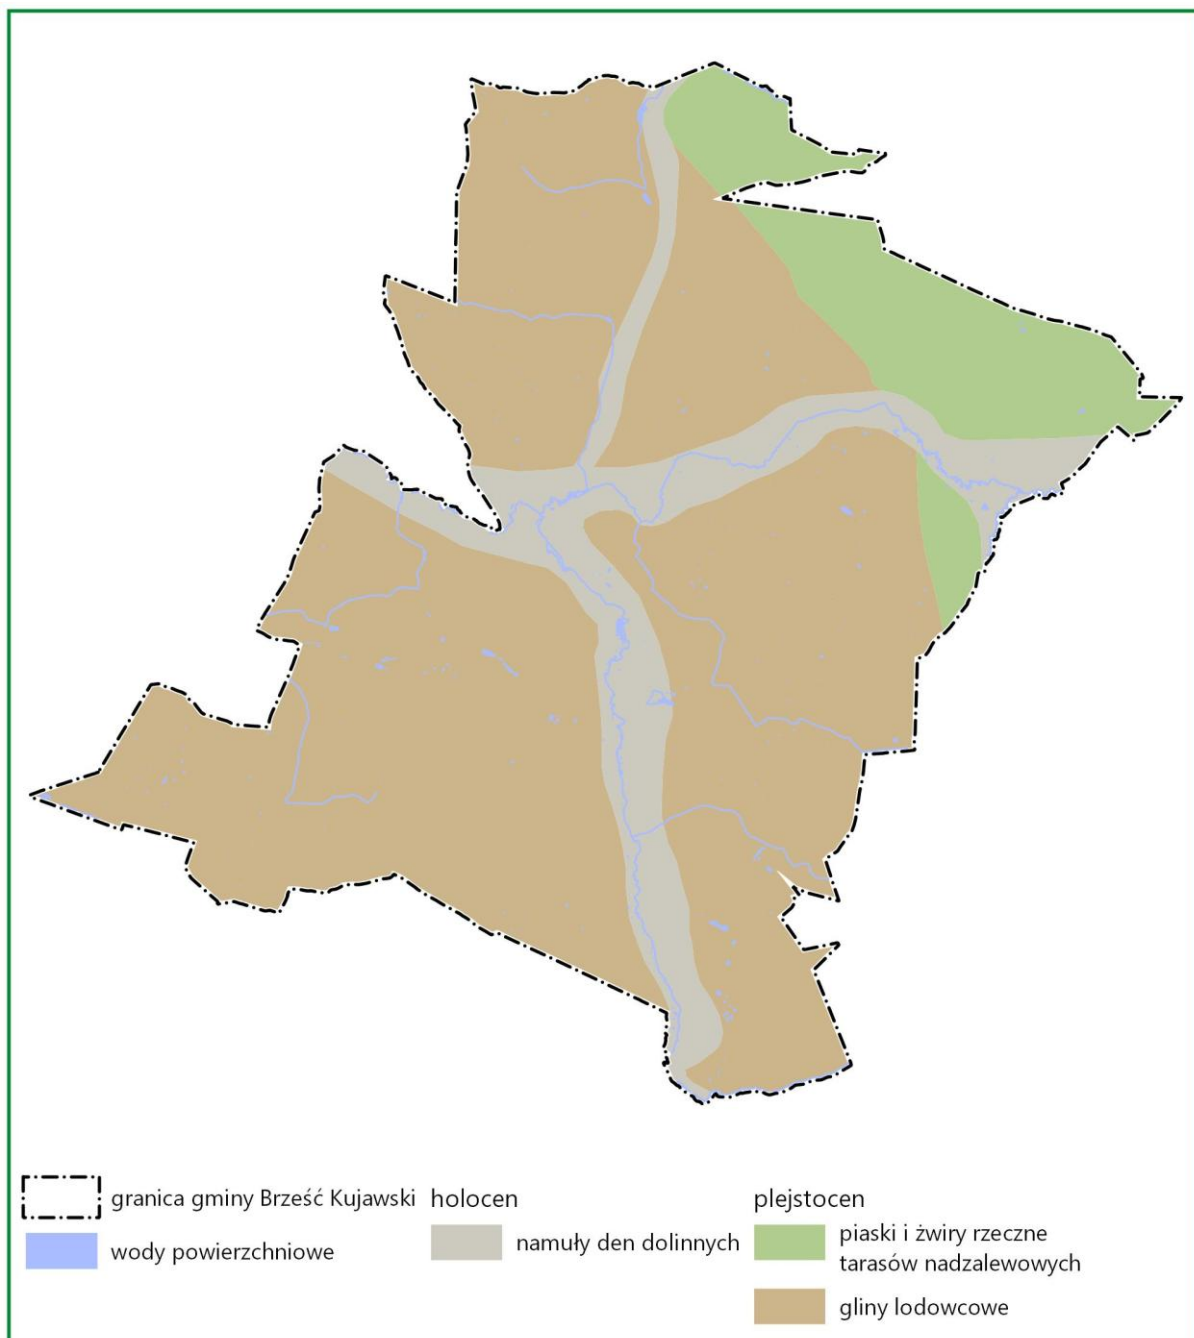 granica gminy Brześć Kujawski
wody powierzchniowe
holocen
namuły den dolinnych
plejstocen
piaski i żwiry rzeczne
tarasów nadzalewowych
gliny lodowcowe